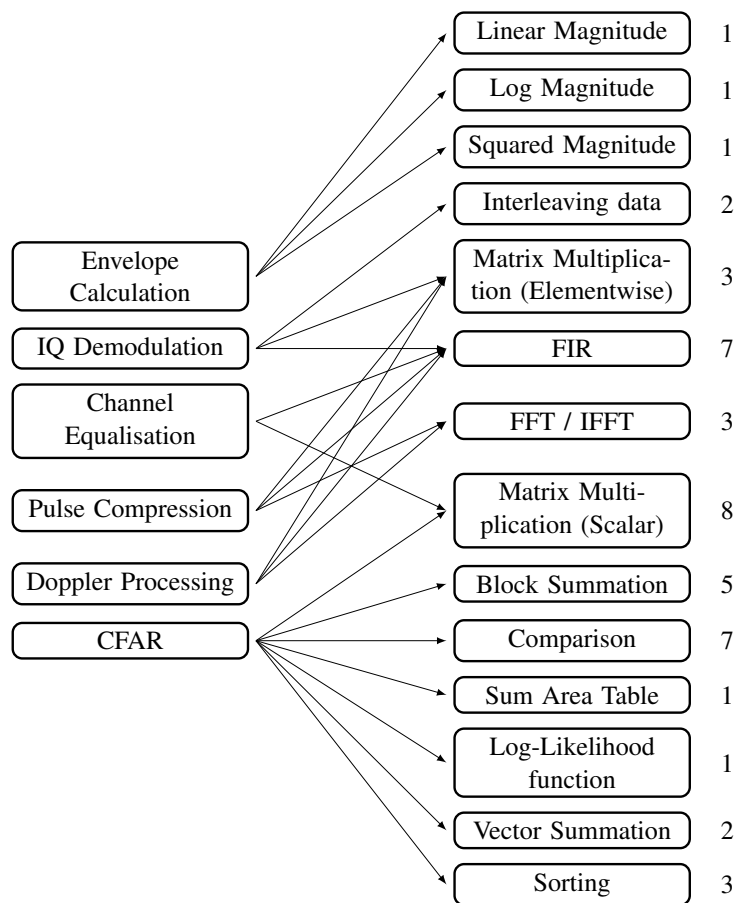 Linear Magnitude 1
Log Magnitude 1
Squared Magnitude 1
Interleaving data 2
Envelope
Calculation
Matrix Multiplica-
tion (Elementwise) 3
IQ Demodulation
FIR 7
Channel
Equalisation
FFT / IFFT 3
Pulse Compression
Matrix Multi-
plication (Scalar) 8
Doppler Processing
Block Summation 5
CFAR
Comparison 7
Sum Area Table 1
Log-Likelihood
function 1
Vector Summation 2
Sorting 3